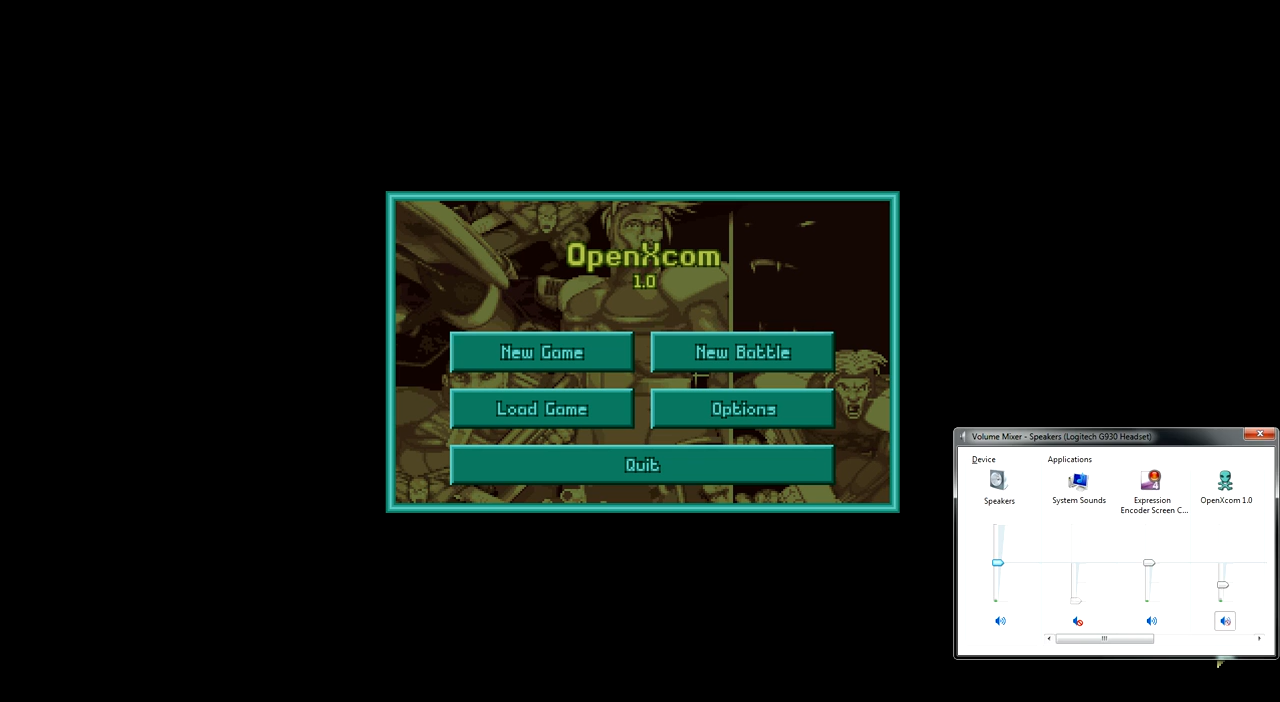 OpenXcom
1.0
New Game
New Battle
Load Game
Options
Quit
Volume Mixer - Speakers (Logitech G930 Headset)
Device
Applications
Speakers
System Sounds
Expression
Encoder Screen C...
OpenXcom 1.0